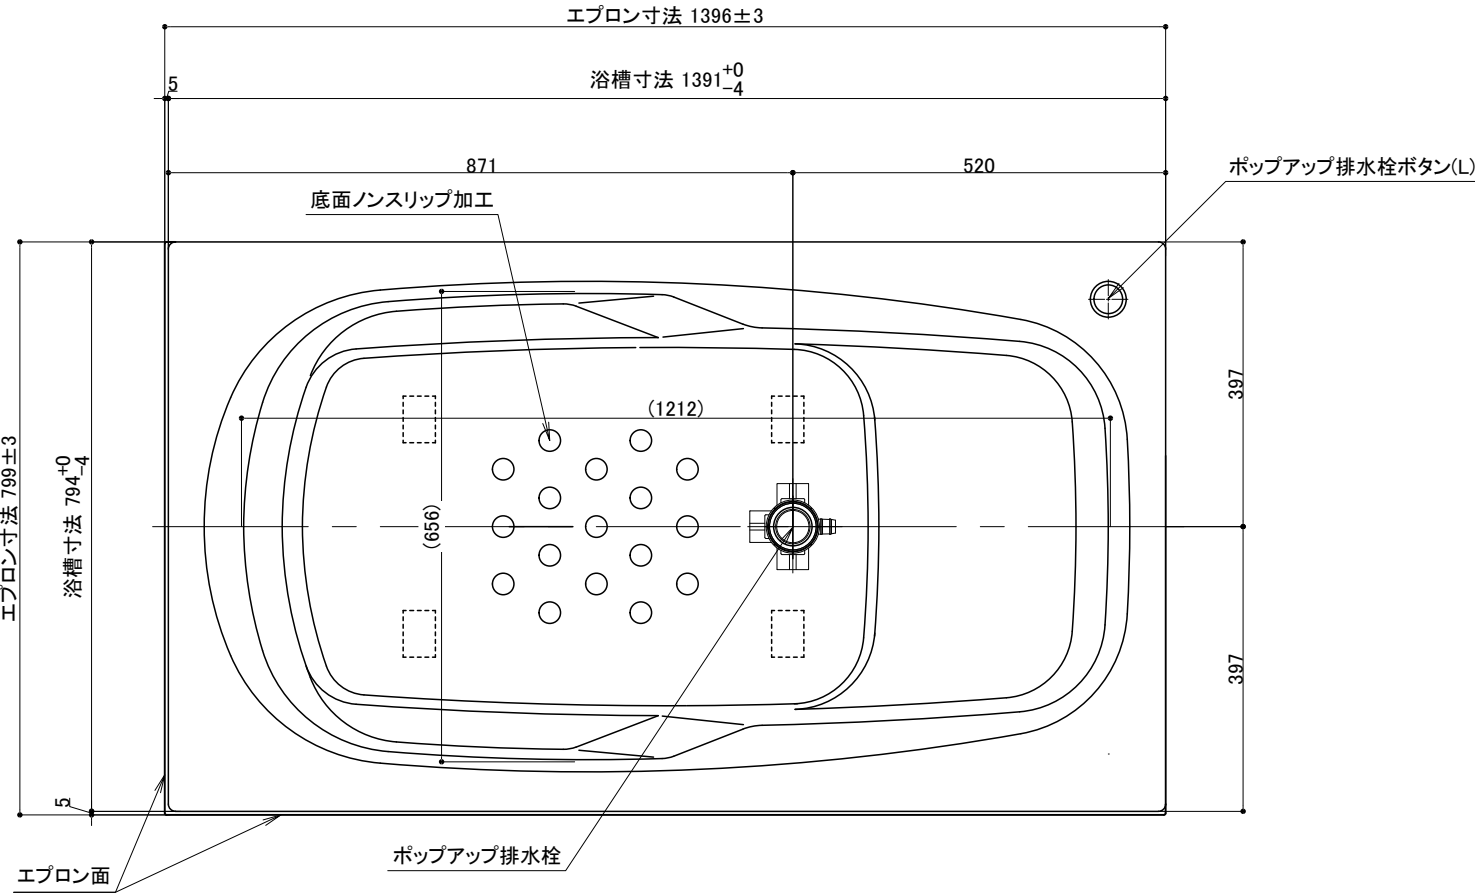 エプロン寸法 1396±3
浴槽寸法 1391 +0 -4
5
871
520
ポップアップ排水栓ボタン(L)
底面ノンスリップ加工
397
(1212)
エプロン寸法 799±3
浴槽寸法 794 +0 -4
(656)
397
5
ポップアップ排水栓
エプロン面